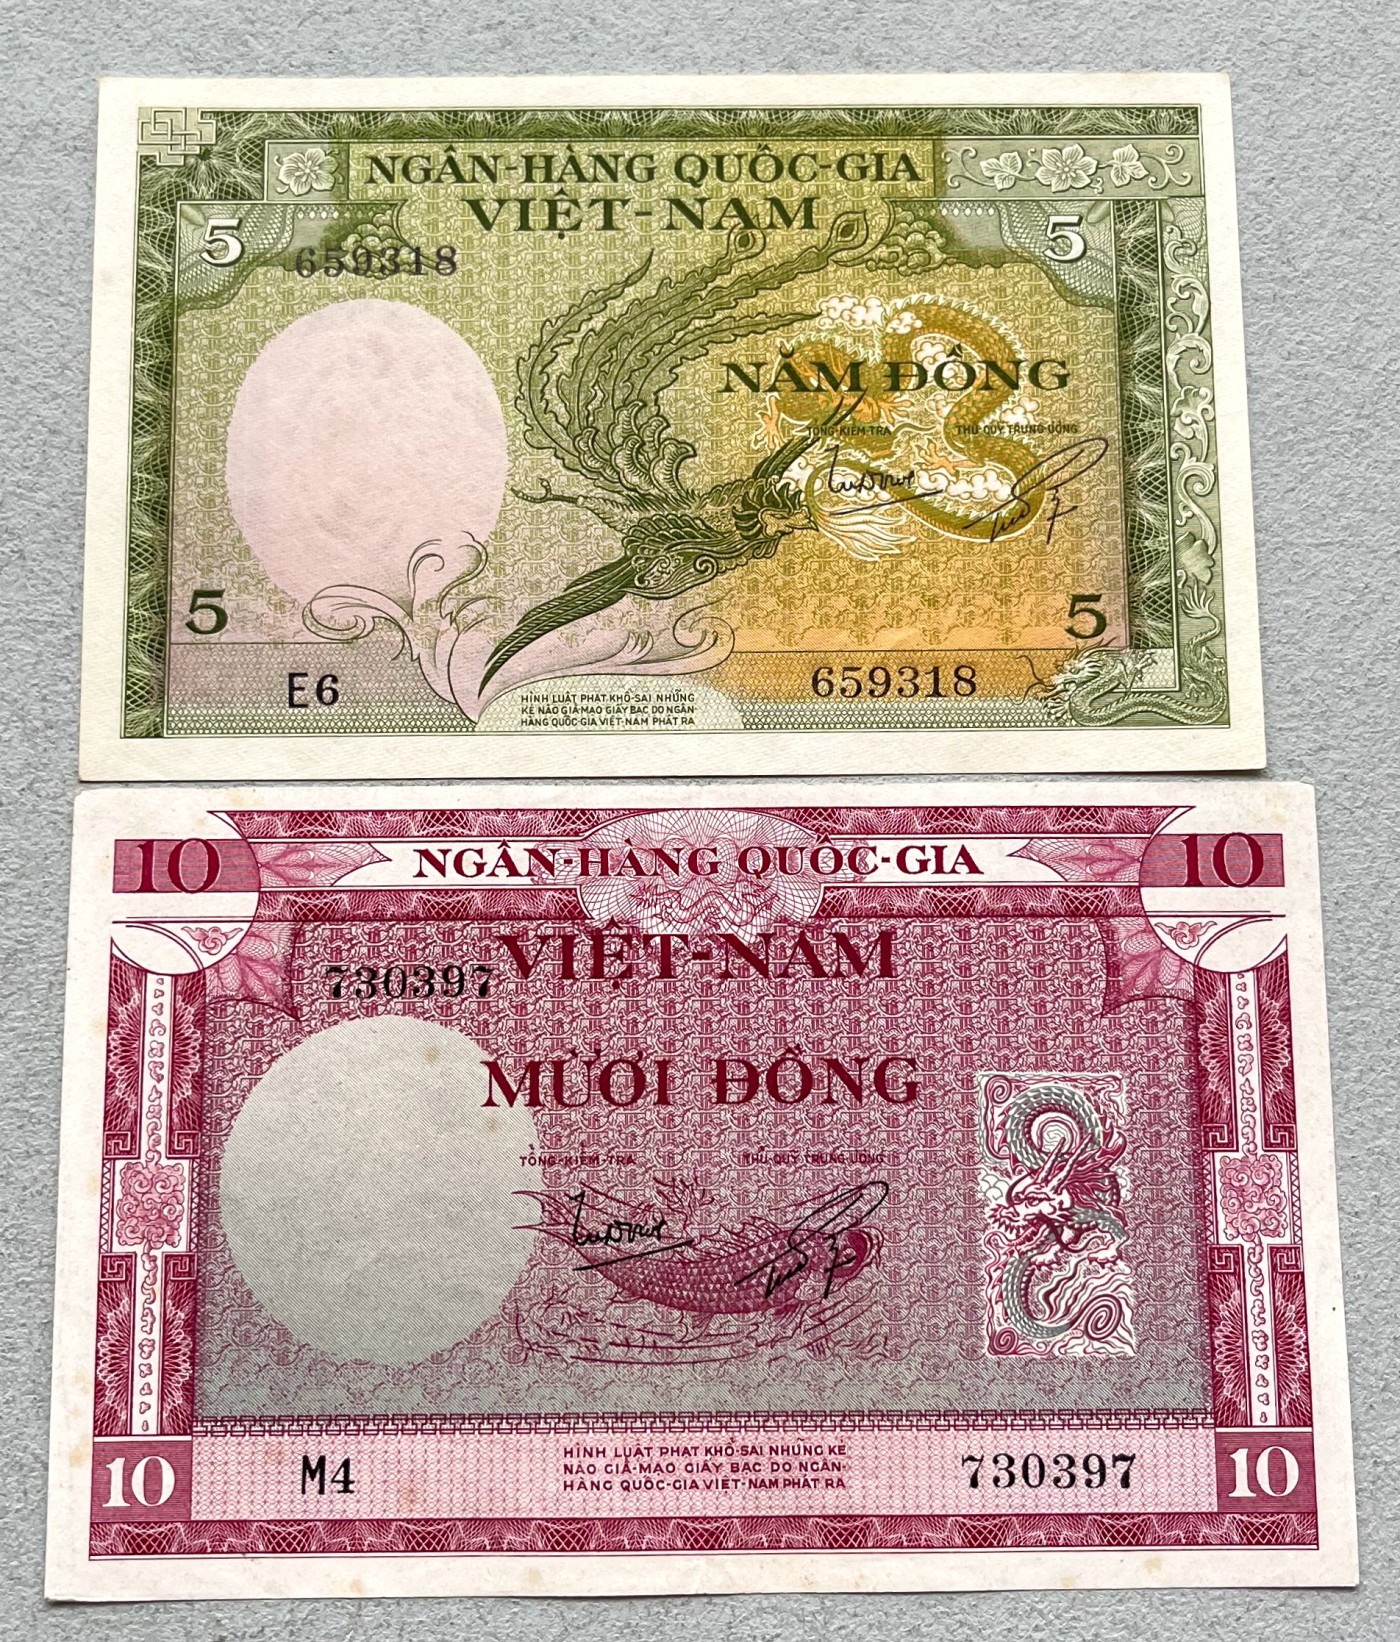 NGÂN-HÀNG QUỐC-GIA
VIỆT-NAM
5
5
659318
NĂM ĐỒNG
TỔNG-KIỂM-TRA
THỦ-QUỸ TRUNG-ƯƠNG
5
5
E6
659318
HÌNH LUẬT PHẠT KHỔ-SAI NHỮNG
KẺ NÀO GIẢ-MẠO GIẤY BẠC DO NGÂN-
HÀNG QUỐC-GIA VIỆT-NAM PHÁT RA
10
NGÂN-HÀNG QUỐC-GIA
10
VIỆT-NAM
730397
MƯỜI ĐỒNG
TỔNG-KIỂM-TRA
THỦ-QUỸ TRUNG-ƯƠNG
10
M4
HÌNH LUẬT PHẠT KHỔ-SAI NHỮNG KẺ
NÀO GIẢ-MẠO GIẤY BẠC DO NGÂN-
HÀNG QUỐC-GIA VIỆT-NAM PHÁT RA
730397
10